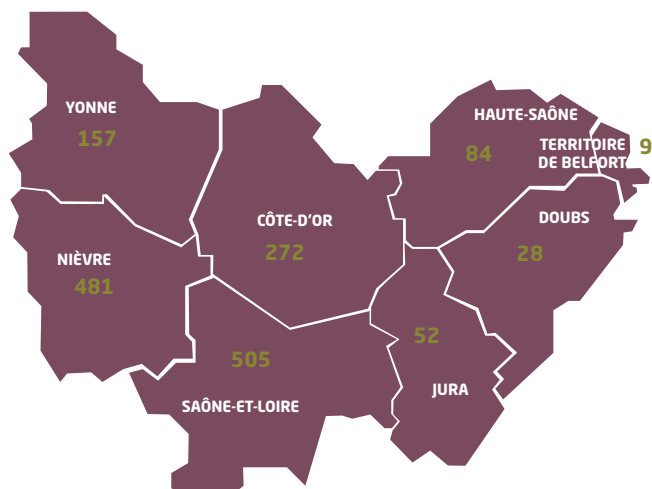 YONNE
157
HAUTE-SAÔNE
84
TERRITOIRE
DE BELFORT
9
CÔTE-D'OR
272
DOUBS
28
NIÈVRE
481
505
SAÔNE-ET-LOIRE
52
JURA